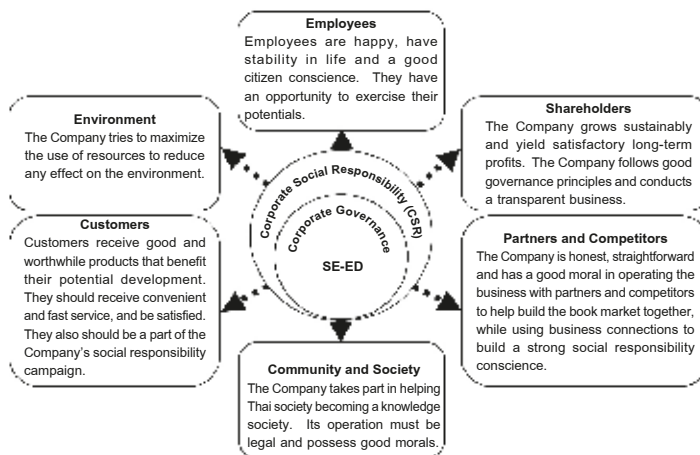 Employees
Employees are happy, have
stability in life and a good
citizen conscience. They have
an opportunity to exercise their
potentials.
Environment
The Company tries to maximize
the use of resources to reduce
any effect on the environment.
Shareholders
The Company grows sustainably
and yield satisfactory long-term
profits. The Company follows good
governance principles and conducts
a transparent business.
Corporate Social Responsibility (CSR)
Corporate Governance
SE-ED
Customers
Customers receive good and
worthwhile products that benefit
their potential development.
They should receive convenient
and fast service, and be satisfied.
They also should be a part of the
Company's social responsibility
campaign.
Partners and Competitors
The Company is honest, straightforward
and has a good moral in operating the
business with partners and competitors
to help build the book market together,
while using business connections to
build a strong social responsibility
conscience.
Community and Society
The Company takes part in helping
Thai society becoming a knowledge
society. Its operation must be
legal and possess good morals.